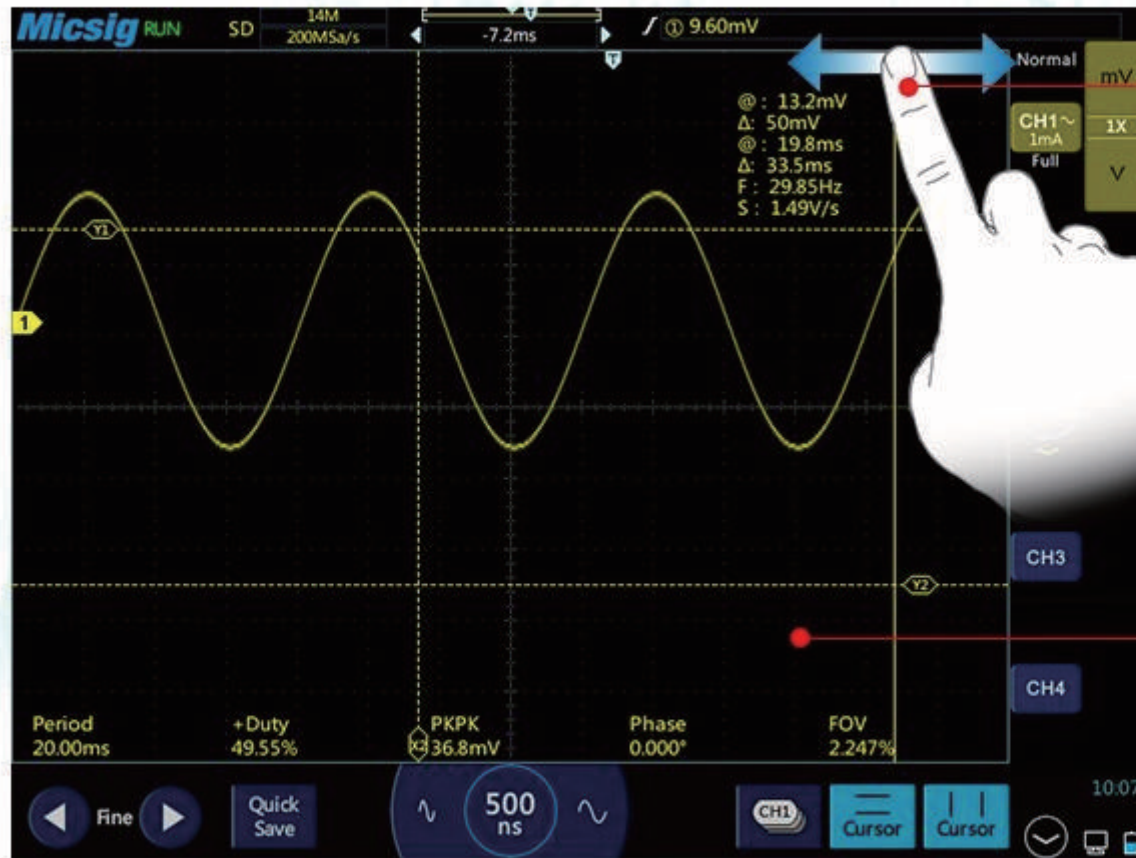 Micsig RUN SD 14M
200MSa/s
-7.2ms
T
① 9.60mV
T
Normal
mV
@ : 13.2mV
Δ: 50mV
@ : 19.8ms
Δ: 33.5ms
F : 29.85Hz
S : 1.49V/s
CH1~
1mA
Full
1X
V
Y1
1
CH3
Y2
CH4
Period +Duty PKPK Phase FOV
20.00ms 49.55% X2 36.8mV 0.000° 2.247%
10:07
Fine
Quick
Save
500
ns
CH1
Cursor
Cursor